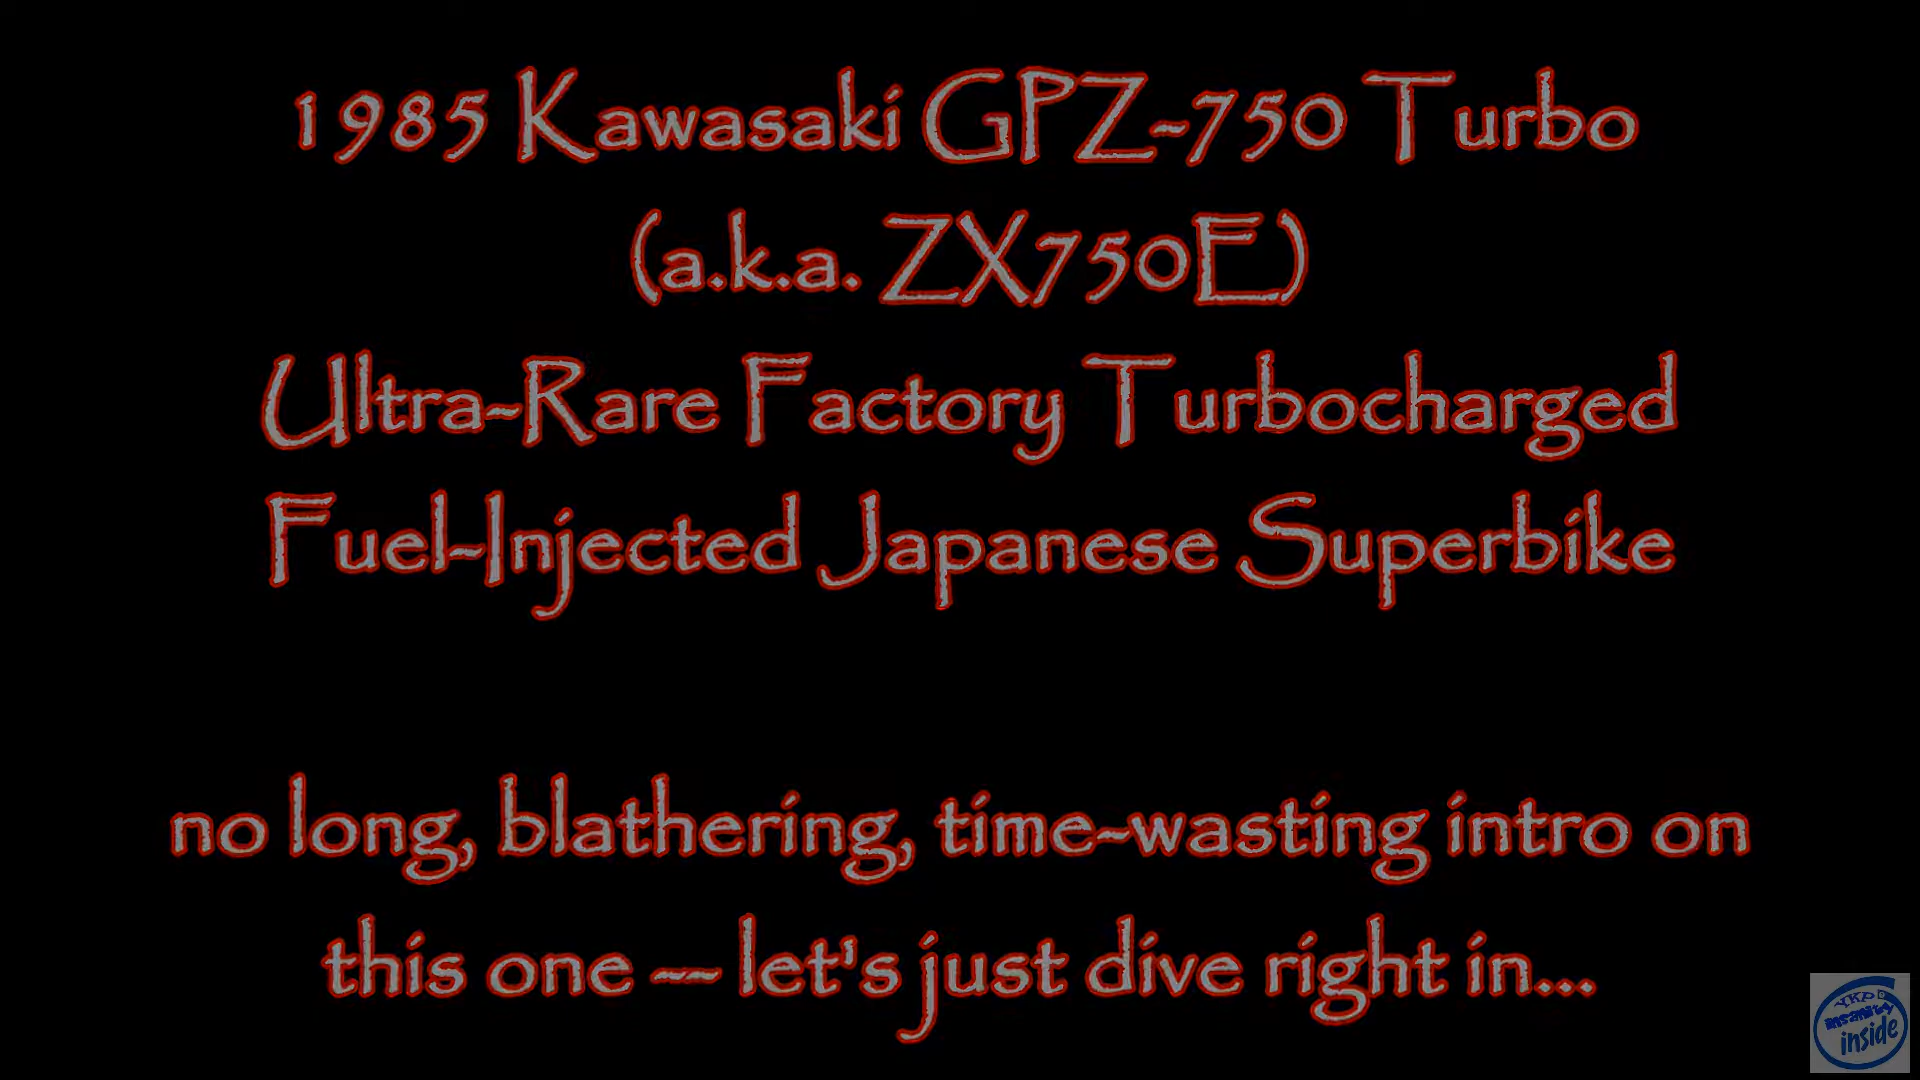 1985 Kawasaki GPZ-750 Turbo
(a.k.a. ZX750E)
Ultra-Rare Factory Turbocharged
Fuel-Injected Japanese Superbike
no long, blathering, time-wasting intro on
this one -- let's just dive right in...
insanity
inside